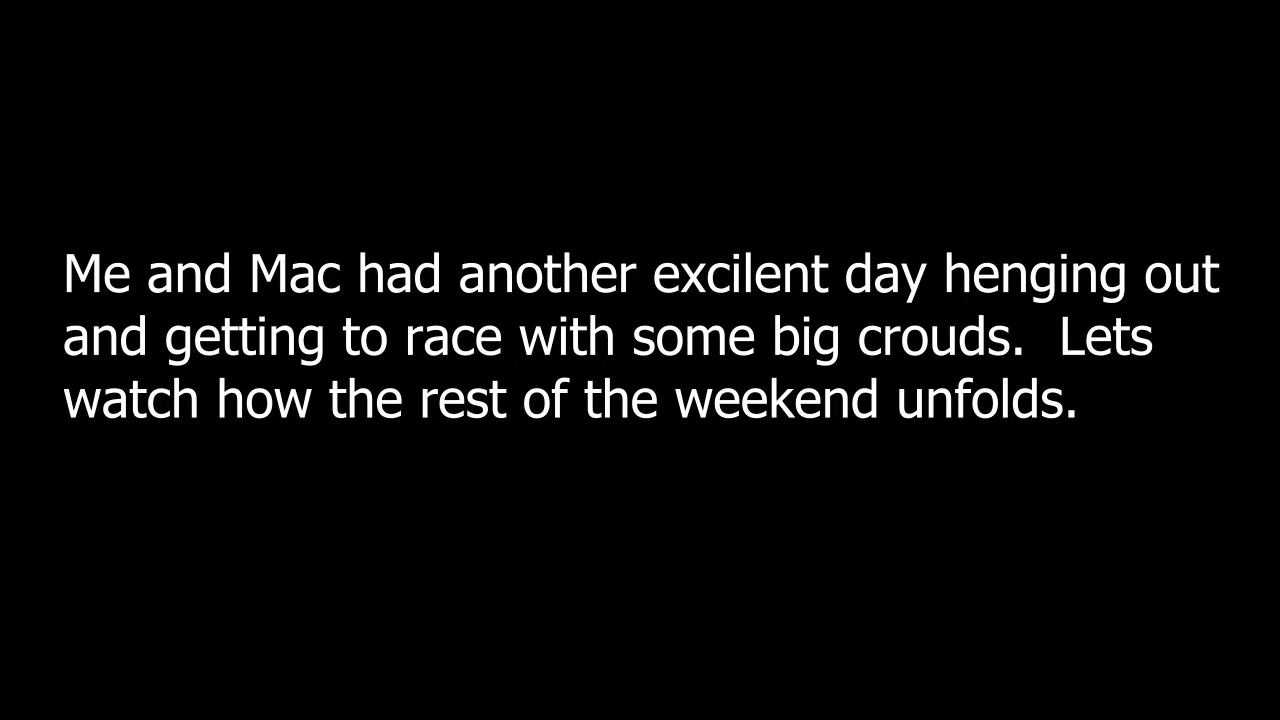 Me and Mac had another excilent day henging out
and getting to race with some big crouds.  Lets
watch how the rest of the weekend unfolds.